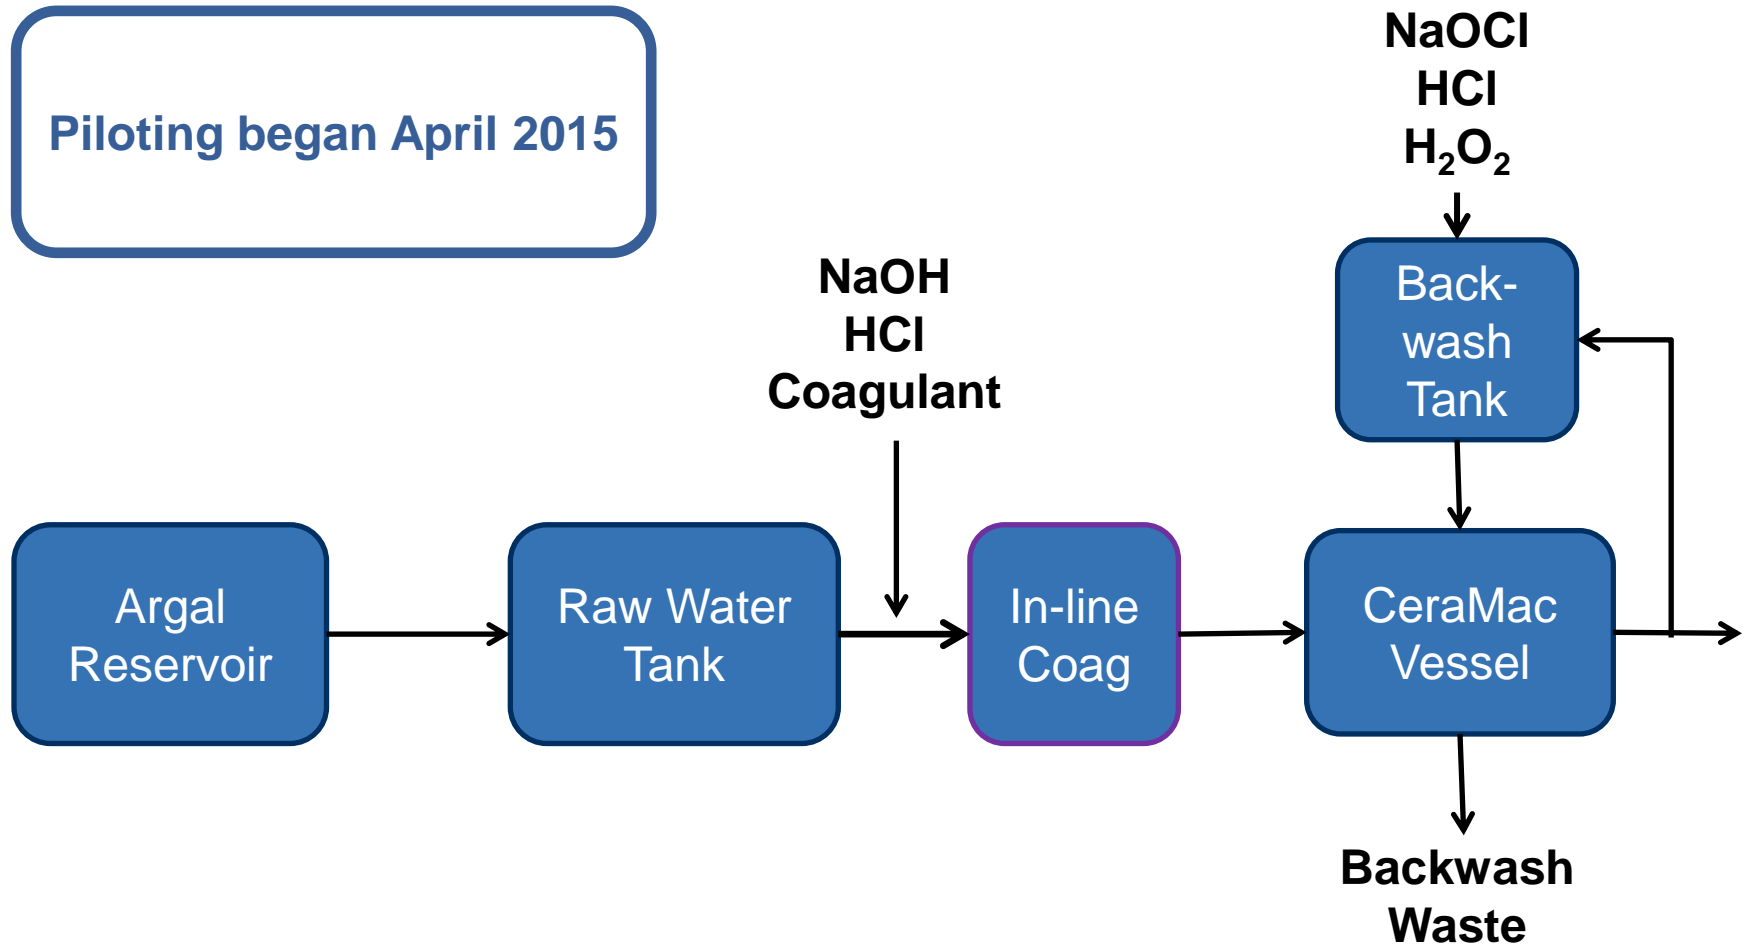 Piloting began April 2015
NaOCl
HCl
H₂O₂
NaOH
HCl
Coagulant
Back-
wash
Tank
Argal
Reservoir
Raw Water
Tank
In-line
Coag
CeraMac
Vessel
Backwash
Waste